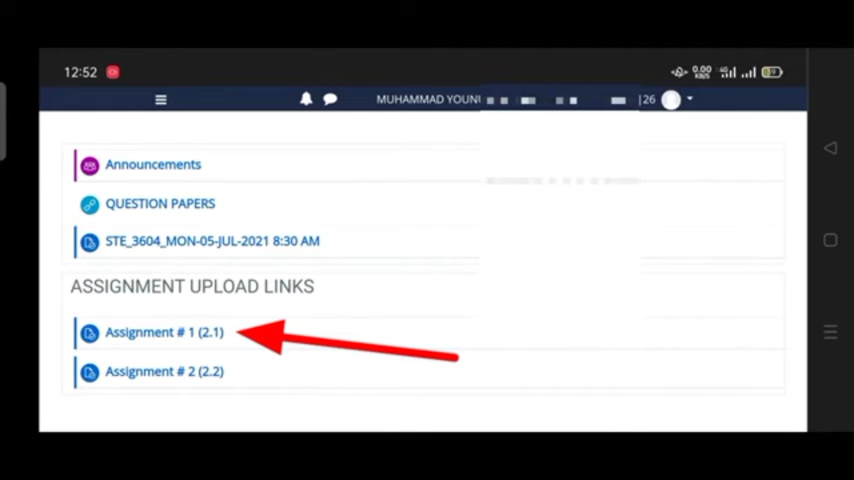 12:52 0.00 KB/S 4G
MUHAMMAD YOUN |26
Announcements
QUESTION PAPERS
STE_3604_MON-05-JUL-2021 8:30 AM
ASSIGNMENT UPLOAD LINKS
Assignment # 1 (2.1)
Assignment # 2 (2.2)